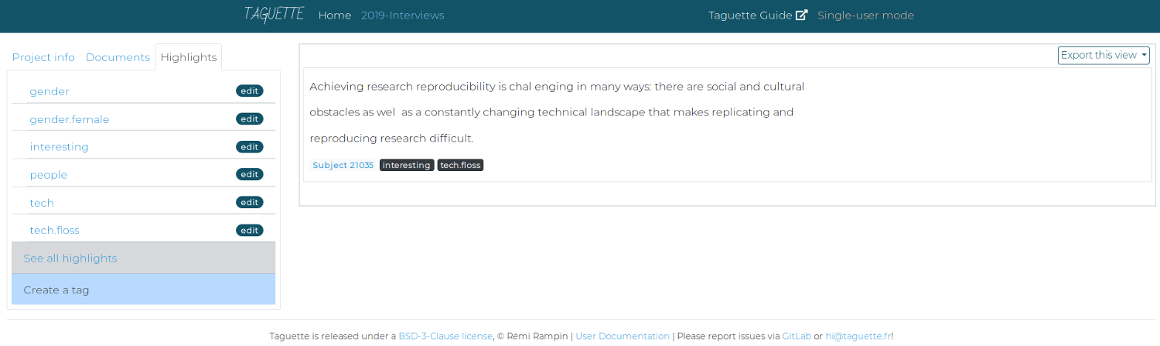 TAGUETTE Home 2019-Interviews Taguette Guide Single-user mode
Project info Documents Highlights
Export this view
gender edit
gender.female edit
interesting edit
people edit
tech edit
tech.floss edit
See all highlights
Create a tag
Achieving research reproducibility is chal enging in many ways: there are social and cultural
obstacles as wel  as a constantly changing technical landscape that makes replicating and
reproducing research difficult.
Subject 21035 interesting tech.floss
Taguette is released under a BSD-3-Clause license, © Rémi Rampin | User Documentation | Please report issues via GitLab or hi@taguette.fr!